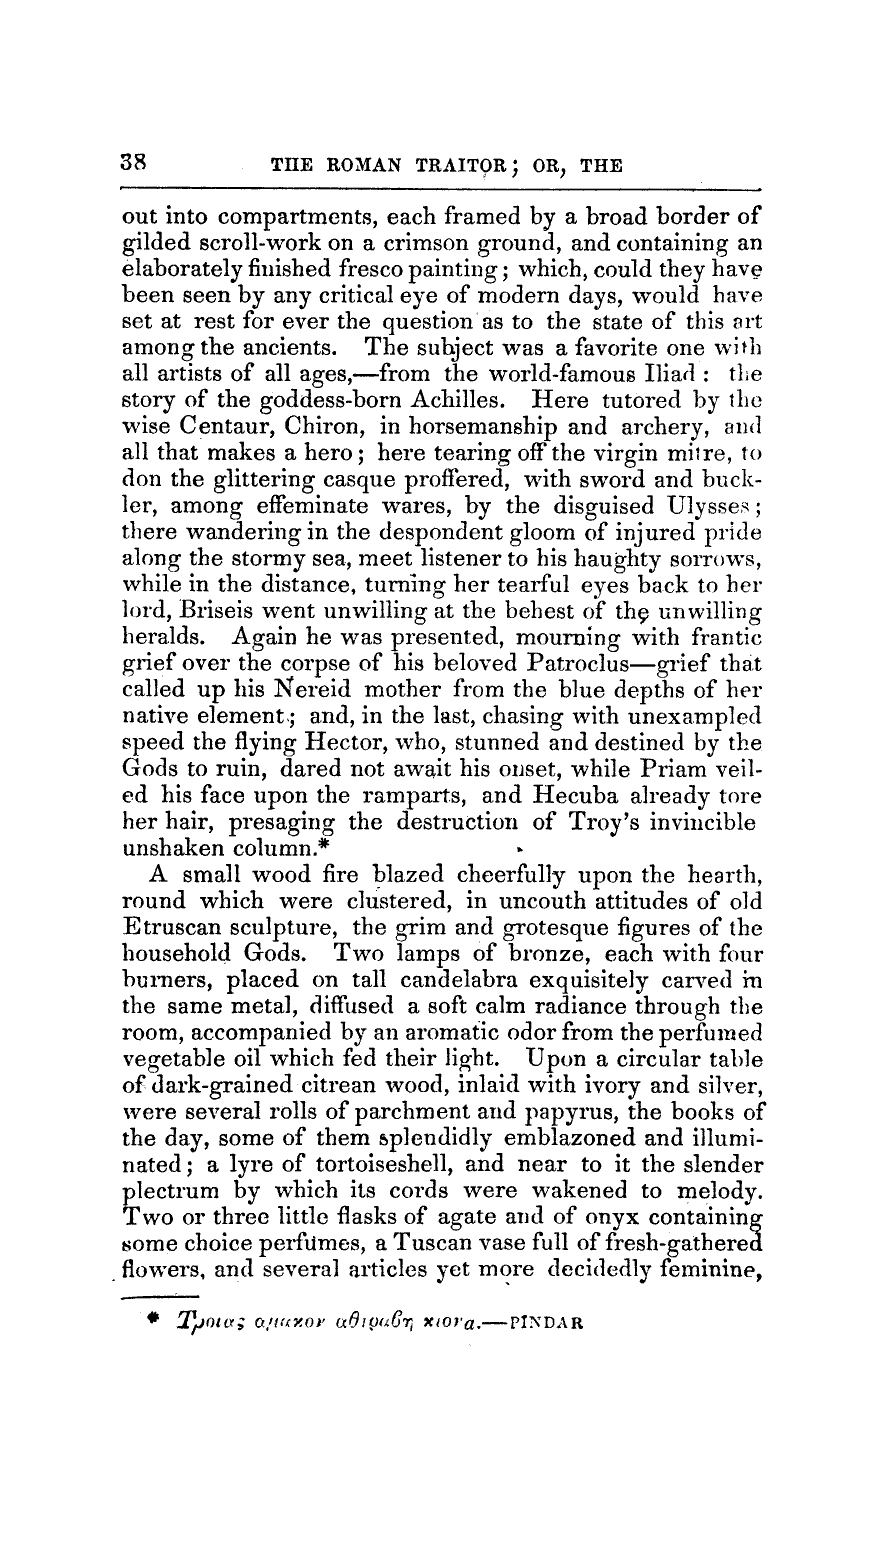 38 THE ROMAN TRAITOR; OR, THE
out into compartments, each framed by a broad border of
gilded scroll-work on a crimson ground, and containing an
elaborately finished fresco painting; which, could they have
been seen by any critical eye of modern days, would have
set at rest for ever the question as to the state of this art
among the ancients. The subject was a favorite one with
all artists of all ages,—from the world-famous Iliad: the
story of the goddess-born Achilles. Here tutored by the
wise Centaur, Chiron, in horsemanship and archery, and
all that makes a hero; here tearing off the virgin mitre, to
don the glittering casque proffered, with sword and buck-
ler, among effeminate wares, by the disguised Ulysses;
there wandering in the despondent gloom of injured pride
along the stormy sea, meet listener to his haughty sorrows,
while in the distance, turning her tearful eyes back to her
lord, Briseis went unwilling at the behest of the unwilling
heralds. Again he was presented, mourning with frantic
grief over the corpse of his beloved Patroclus—grief that
called up his Nereid mother from the blue depths of her
native element; and, in the last, chasing with unexampled
speed the flying Hector, who, stunned and destined by the
Gods to ruin, dared not await his onset, while Priam veil-
ed his face upon the ramparts, and Hecuba already tore
her hair, presaging the destruction of Troy's invincible
unshaken column.*
A small wood fire blazed cheerfully upon the hearth,
round which were clustered, in uncouth attitudes of old
Etruscan sculpture, the grim and grotesque figures of the
household Gods. Two lamps of bronze, each with four
burners, placed on tall candelabra exquisitely carved in
the same metal, diffused a soft calm radiance through the
room, accompanied by an aromatic odor from the perfumed
vegetable oil which fed their light. Upon a circular table
of dark-grained citrean wood, inlaid with ivory and silver,
were several rolls of parchment and papyrus, the books of
the day, some of them splendidly emblazoned and illumi-
nated; a lyre of tortoiseshell, and near to it the slender
plectrum by which its cords were wakened to melody.
Two or three little flasks of agate and of onyx containing
some choice perfumes, a Tuscan vase full of fresh-gathered
flowers, and several articles yet more decidedly feminine,
* Τροιας αμαχον αθιραβη κιονα.—PINDAR